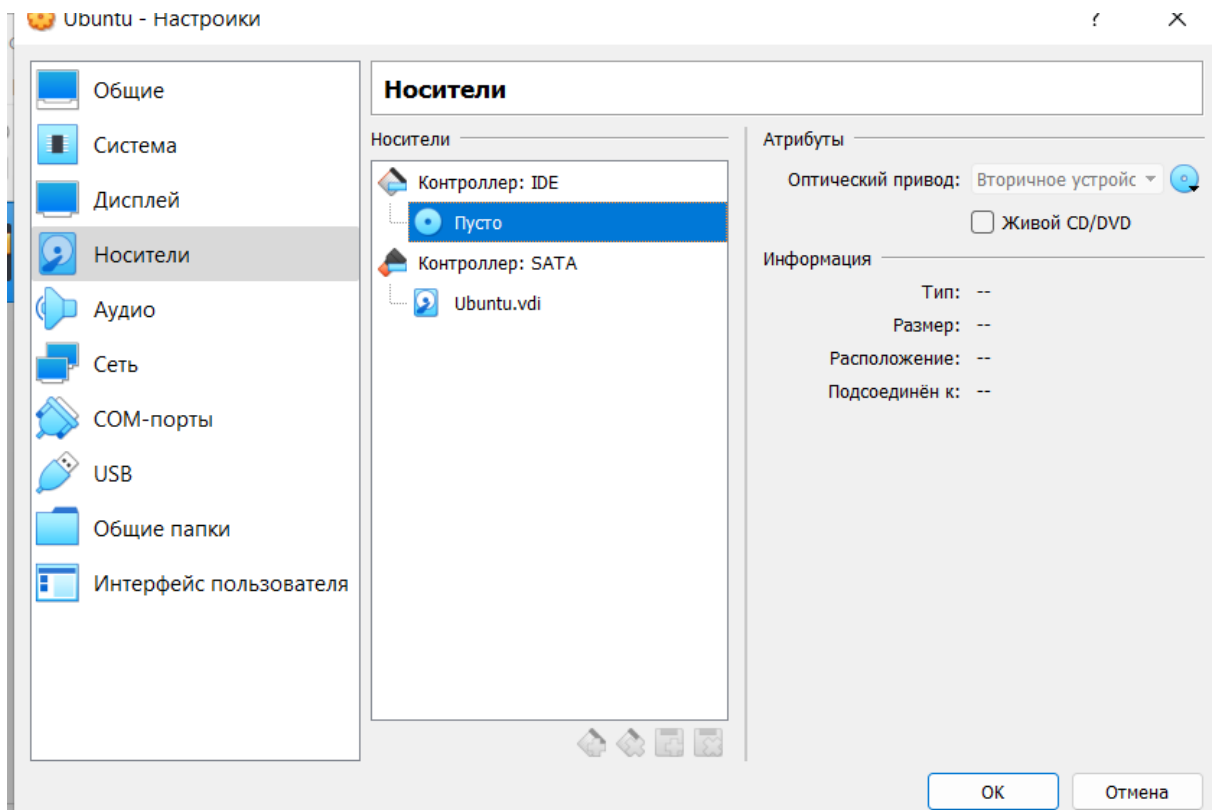 Ubuntu - Настройки
?
Общие
Система
Дисплей
Носители
Аудио
Сеть
COM-порты
USB
Общие папки
Интерфейс пользователя
Носители
Носители
Контроллер: IDE
Пусто
Контроллер: SATA
Ubuntu.vdi
Атрибуты
Оптический привод: Вторичное устройс
Живой CD/DVD
Информация
Тип: --
Размер: --
Расположение: --
Подсоединён к: --
OK
Отмена